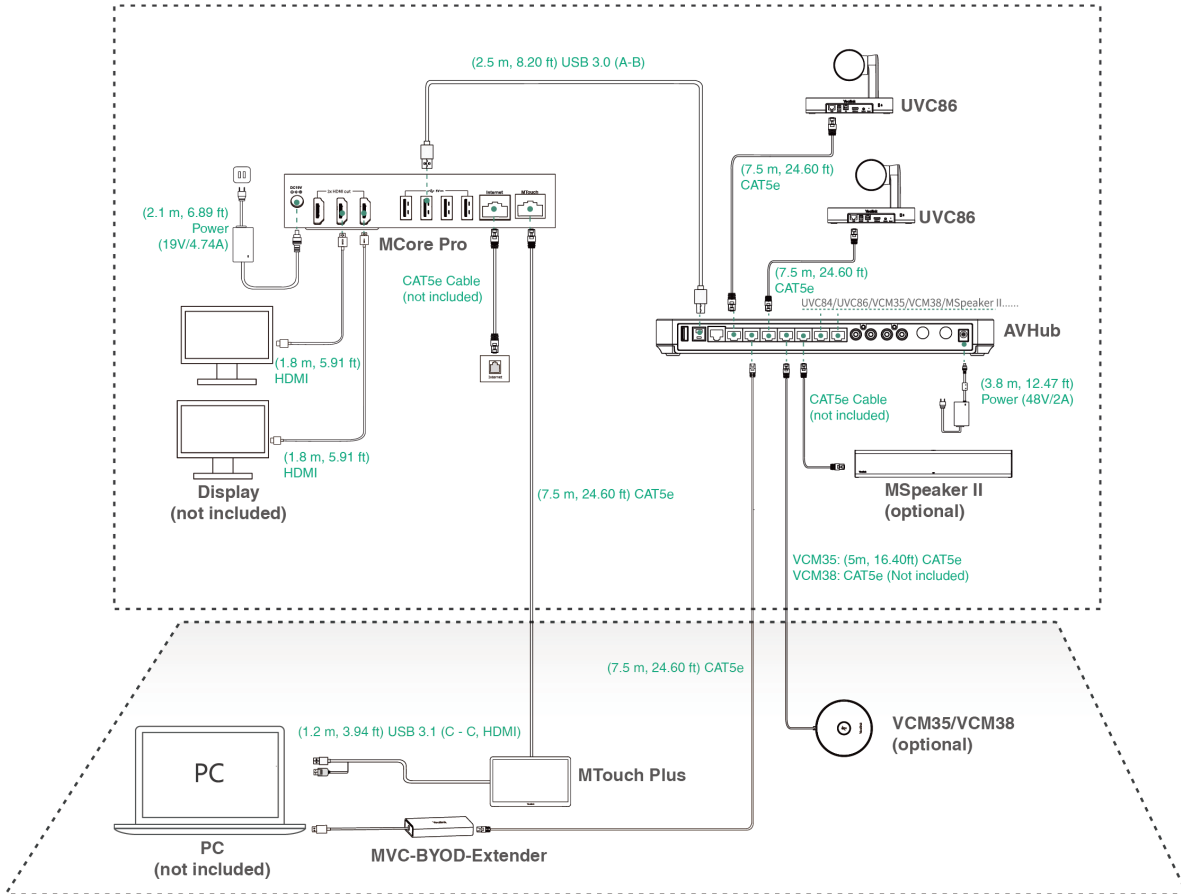 (2.5 m, 8.20 ft) USB 3.0 (A-B)
UVC86
(7.5 m, 24.60 ft)
CAT5e
UVC86
(7.5 m, 24.60 ft)
CAT5e
UVC84/UVC86/VCM35/VCM38/MSpeaker II......
AVHub
(2.1 m, 6.89 ft)
Power
(19V/4.74A)
DC19V
2x HDMI out
Internet
MTouch
MCore Pro
CAT5e Cable
(not included)
Internet
(1.8 m, 5.91 ft)
HDMI
(1.8 m, 5.91 ft)
HDMI
Display
(not included)
(3.8 m, 12.47 ft)
Power (48V/2A)
CAT5e Cable
(not included)
MSpeaker II
(optional)
(7.5 m, 24.60 ft) CAT5e
VCM35: (5m, 16.40ft) CAT5e
VCM38: CAT5e (Not included)
(7.5 m, 24.60 ft) CAT5e
VCM35/VCM38
(optional)
(1.2 m, 3.94 ft) USB 3.1 (C - C, HDMI)
PC
MTouch Plus
MVC-BYOD-Extender
PC
(not included)